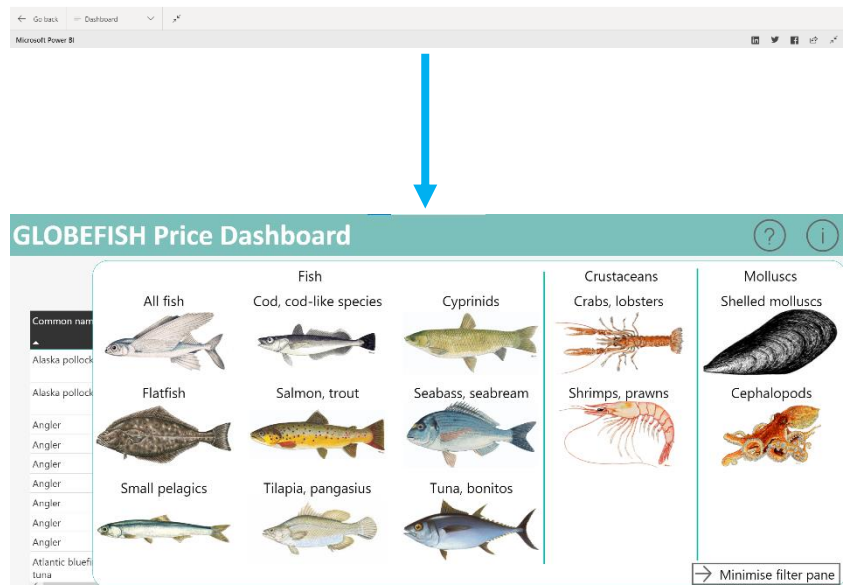 Go back
Dashboard
Microsoft Power BI
GLOBEFISH Price Dashboard
?
i
Fish
Crustaceans
Molluscs
All fish
Cod, cod-like species
Cyprinids
Crabs, lobsters
Shelled molluscs
Common nam
Alaska pollock
Alaska pollock
Flatfish
Salmon, trout
Seabass, seabream
Shrimps, prawns
Cephalopods
Angler
Angler
Angler
Angler
Angler
Angler
Angler
Small pelagics
Tilapia, pangasius
Tuna, bonitos
Atlantic bluefi
tuna
Minimise filter pane